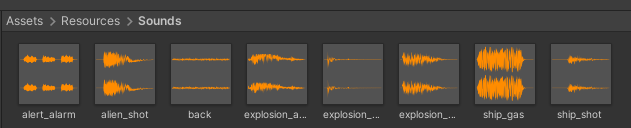 Assets > Resources > Sounds
alert_alarm alien_shot back explosion_a... explosion_... explosion_... ship_gas ship_shot